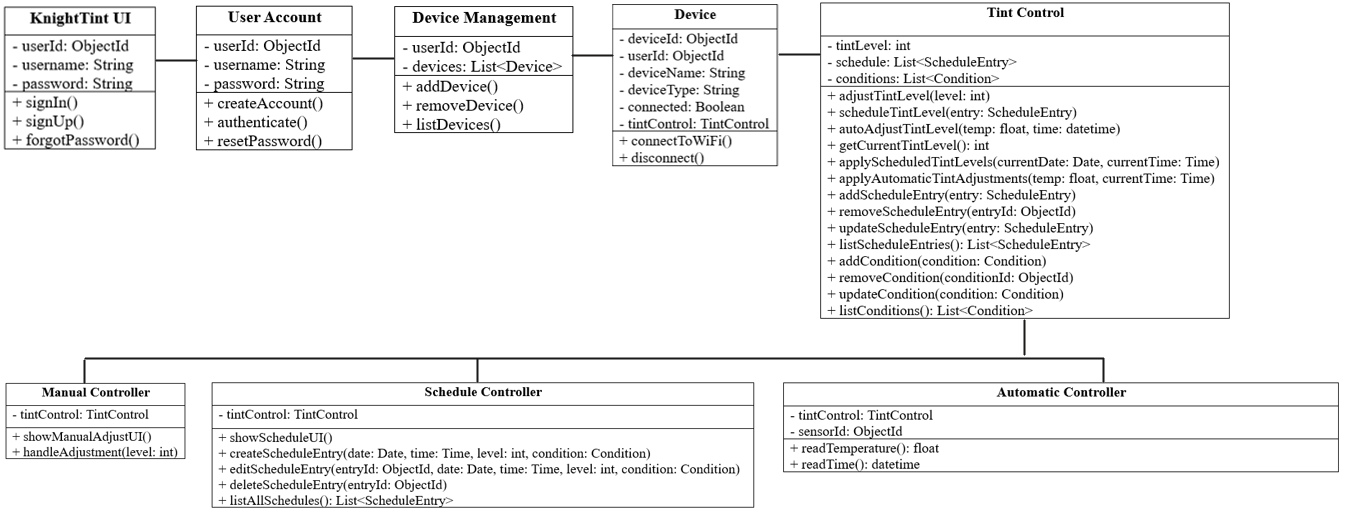 KnightTint UI
- userId: ObjectId
- username: String
- password: String
+ signIn()
+ signUp()
+ forgotPassword()
User Account
- userId: ObjectId
- username: String
- password: String
+ createAccount()
+ authenticate()
+ resetPassword()
Device Management
- userId: ObjectId
- devices: List<Device>
+ addDevice()
+ removeDevice()
+ listDevices()
Device
- deviceId: ObjectId
- userId: ObjectId
- deviceName: String
- deviceType: String
- connected: Boolean
- tintControl: TintControl
+ connectToWiFi()
+ disconnect()
Tint Control
- tintLevel: int
- schedule: List<ScheduleEntry>
- conditions: List<Condition>
+ adjustTintLevel(level: int)
+ scheduleTintLevel(entry: ScheduleEntry)
+ autoAdjustTintLevel(temp: float, time: datetime)
+ getCurrentTintLevel(): int
+ applyScheduledTintLevels(currentDate: Date, currentTime: Time)
+ applyAutomaticTintAdjustments(temp: float, currentTime: Time)
+ addScheduleEntry(entry: ScheduleEntry)
+ removeScheduleEntry(entryId: ObjectId)
+ updateScheduleEntry(entry: ScheduleEntry)
+ listScheduleEntries(): List<ScheduleEntry>
+ addCondition(condition: Condition)
+ removeCondition(conditionId: ObjectId)
+ updateCondition(condition: Condition)
+ listConditions(): List<Condition>
Manual Controller
- tintControl: TintControl
+ showManualAdjustUI()
+ handleAdjustment(level: int)
Schedule Controller
- tintControl: TintControl
+ showScheduleUI()
+ createScheduleEntry(date: Date, time: Time, level: int, condition: Condition)
+ editScheduleEntry(entryId: ObjectId, date: Date, time: Time, level: int, condition: Condition)
+ deleteScheduleEntry(entryId: ObjectId)
+ listAllSchedules(): List<ScheduleEntry>
Automatic Controller
- tintControl: TintControl
- sensorId: ObjectId
+ readTemperature(): float
+ readTime(): datetime